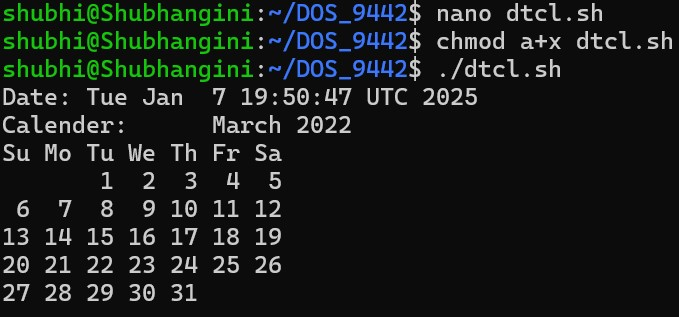 shubhi@Shubhangini:~/DOS_9442$ nano dtcl.sh
shubhi@Shubhangini:~/DOS_9442$ chmod a+x dtcl.sh
shubhi@Shubhangini:~/DOS_9442$ ./dtcl.sh
Date: Tue Jan  7 19:50:47 UTC 2025
Calender:      March 2022
Su Mo Tu We Th Fr Sa
       1  2  3  4  5
 6  7  8  9 10 11 12
13 14 15 16 17 18 19
20 21 22 23 24 25 26
27 28 29 30 31